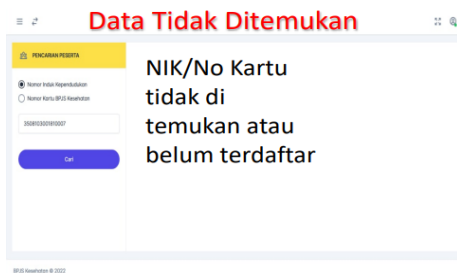 Data Tidak Ditemukan
PENCARIAN PESERTA
Nomor Induk Kependudukan
Nomor Kartu BPJS Kesehatan
3508103001810007
Cari
NIK/No Kartu
tidak di
temukan atau
belum terdaftar
BPJS Kesehatan © 2022